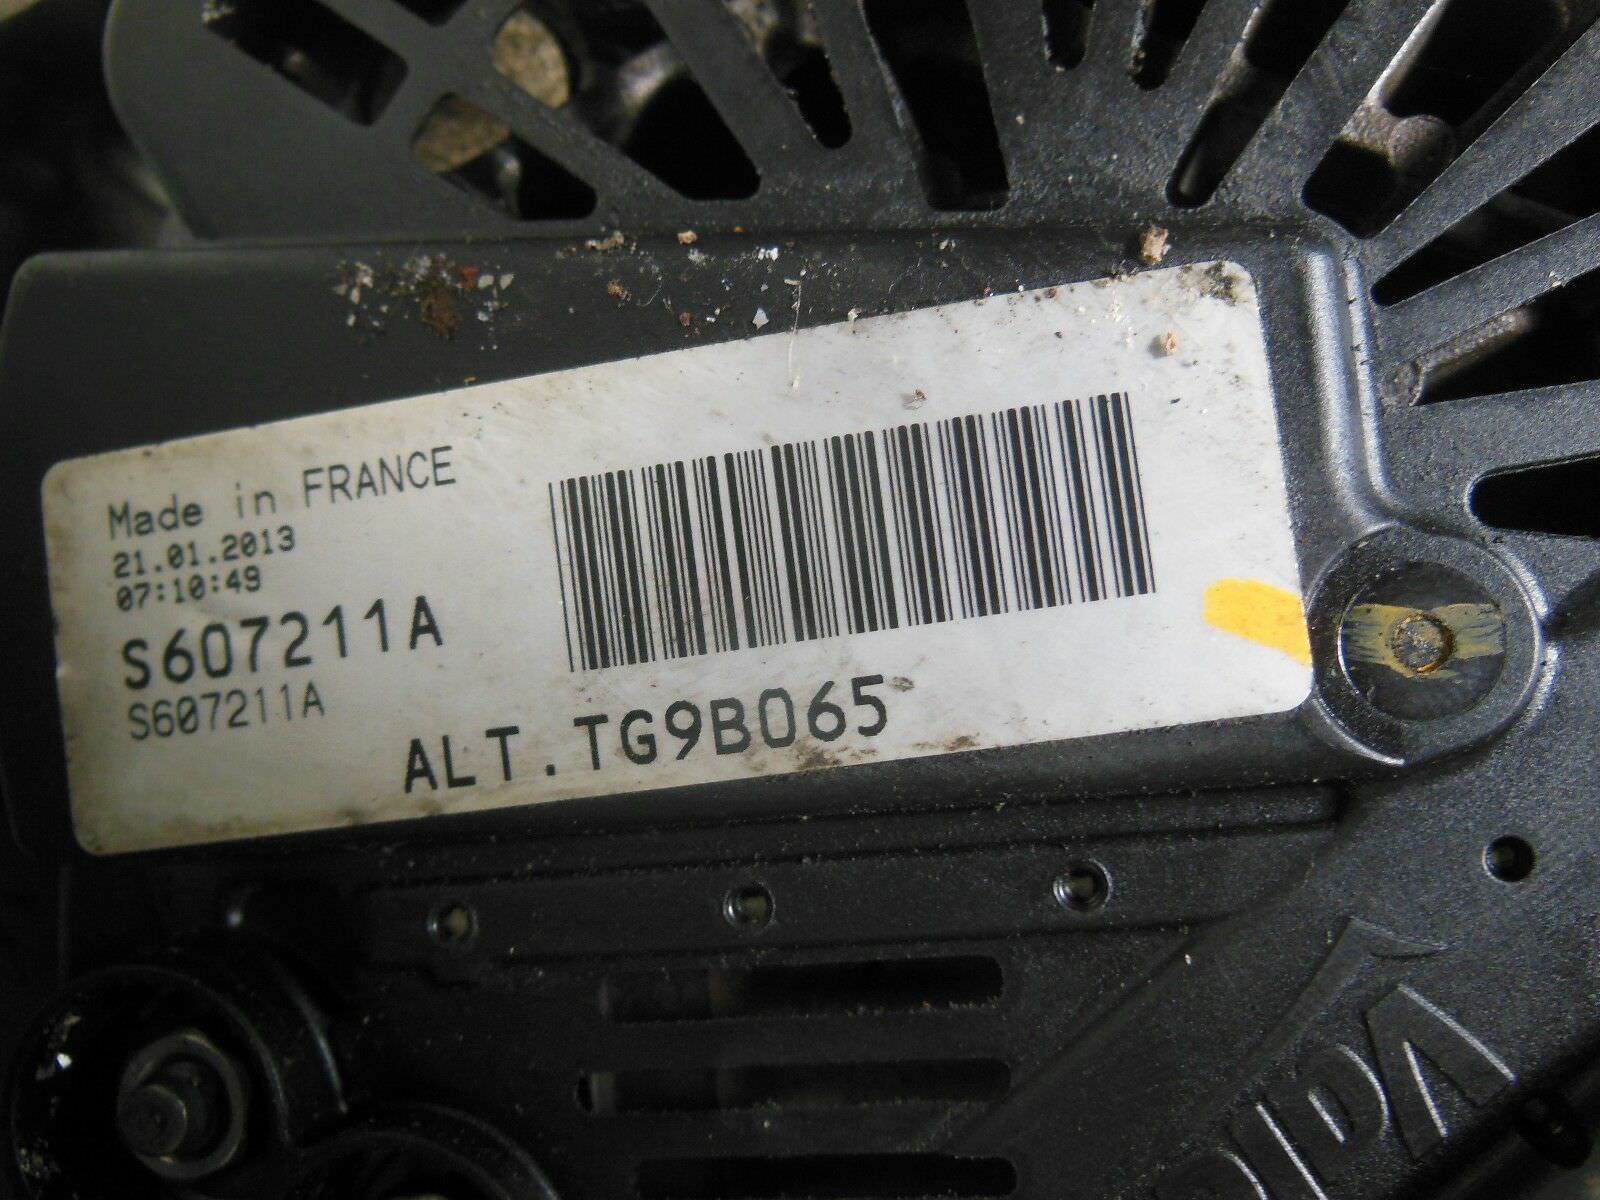 Made in FRANCE
21.01.2013
07:10:49
S607211A
S607211A
ALT.TG9B065